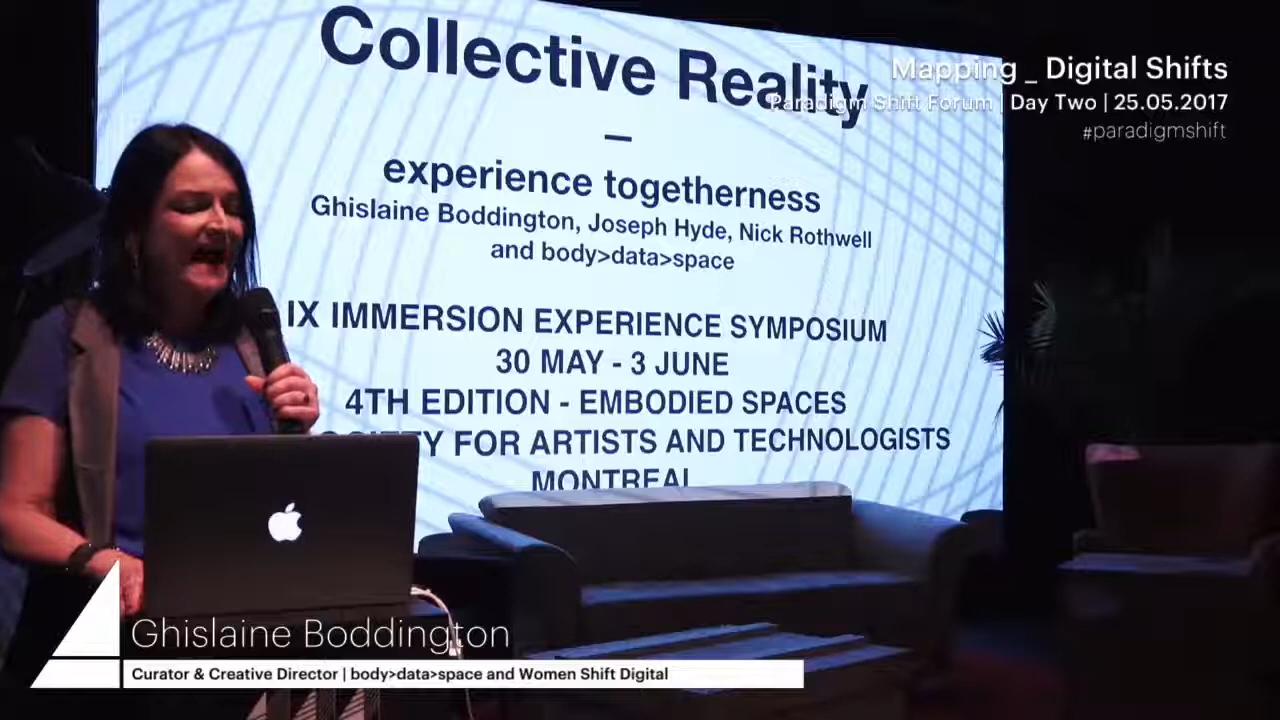 Collective Reality
–
experience togetherness
Ghislaine Boddington, Joseph Hyde, Nick Rothwell
and body>data>space
IX IMMERSION EXPERIENCE SYMPOSIUM
30 MAY - 3 JUNE
4TH EDITION - EMBODIED SPACES
FOR ARTISTS AND TECHNOLOGISTS
MONTREAL
Mapping _ Digital Shifts
Paradigm Shift Forum | Day Two | 25.05.2017
#paradigmshift
Ghislaine Boddington
Curator & Creative Director | body>data>space and Women Shift Digital